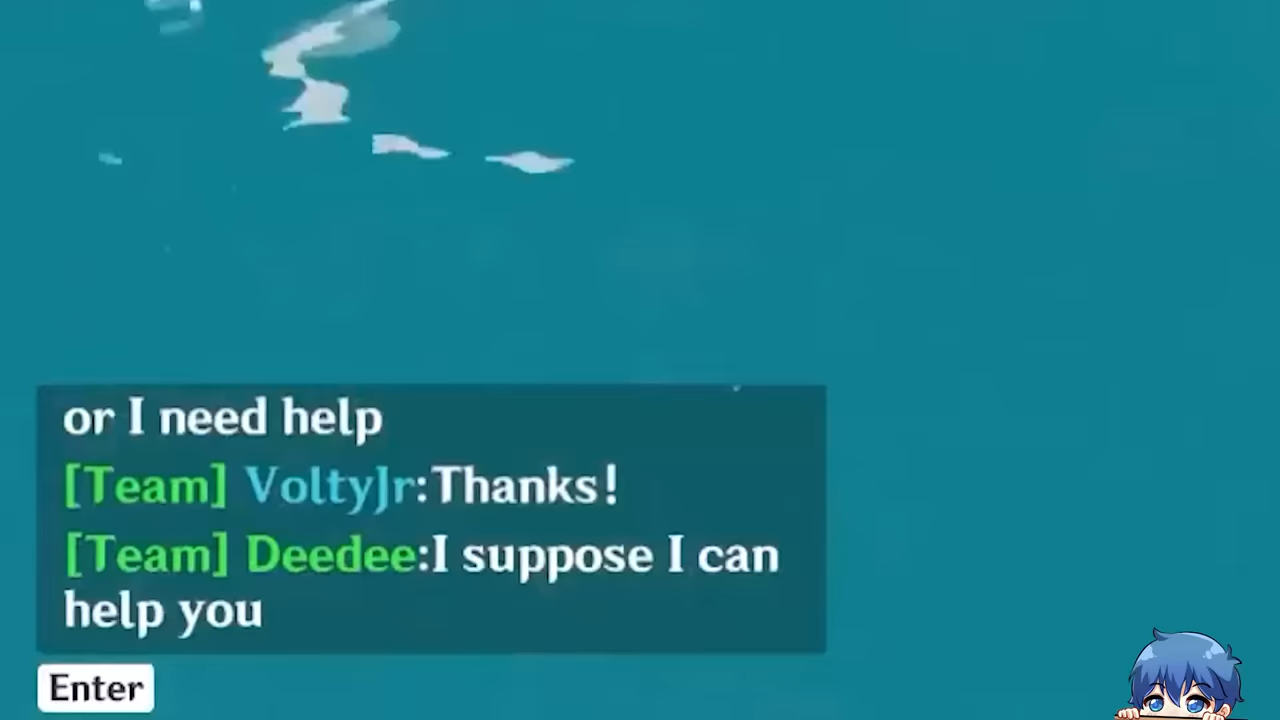 or I need help
[Team] VoltyJr:Thanks!
[Team] Deedee:I suppose I can
help you
Enter